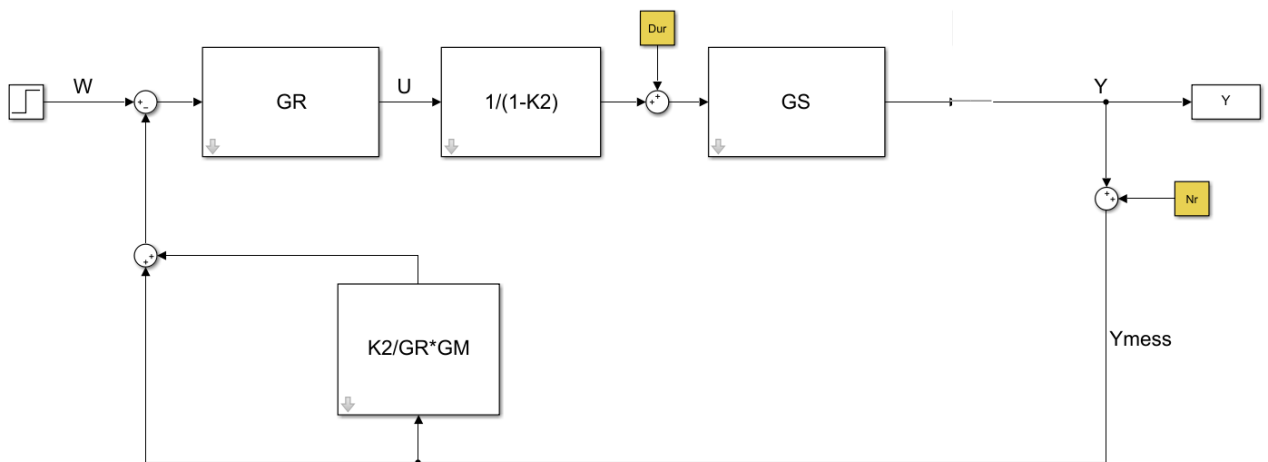 Dur
W
GR
U
1/(1-K2)
GS
Y
Y
Nr
K2/GR*GM
Ymess